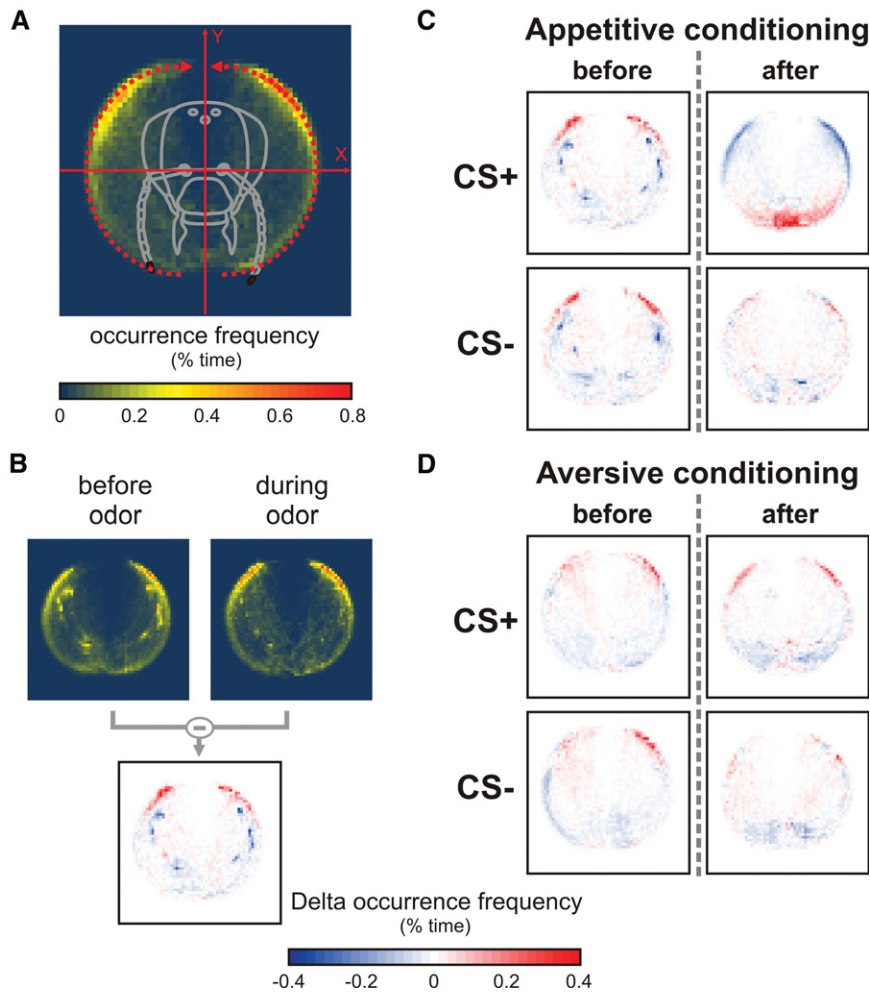 A
Y
X
occurrence frequency
(% time)
0 0.2 0.4 0.6 0.8
B
before odor
during odor
-
Delta occurrence frequency
(% time)
-0.4 -0.2 0 0.2 0.4
C
Appetitive conditioning
before after
CS+
CS-
D
Aversive conditioning
before after
CS+
CS-